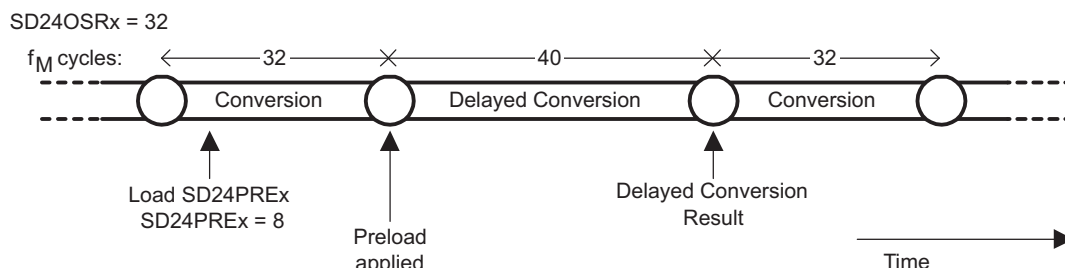 SD24OSRx = 32
fM cycles:
32
40
32
Conversion
Delayed Conversion
Conversion
Load SD24PREx
SD24PREx = 8
Delayed Conversion
Result
Preload
applied
Time